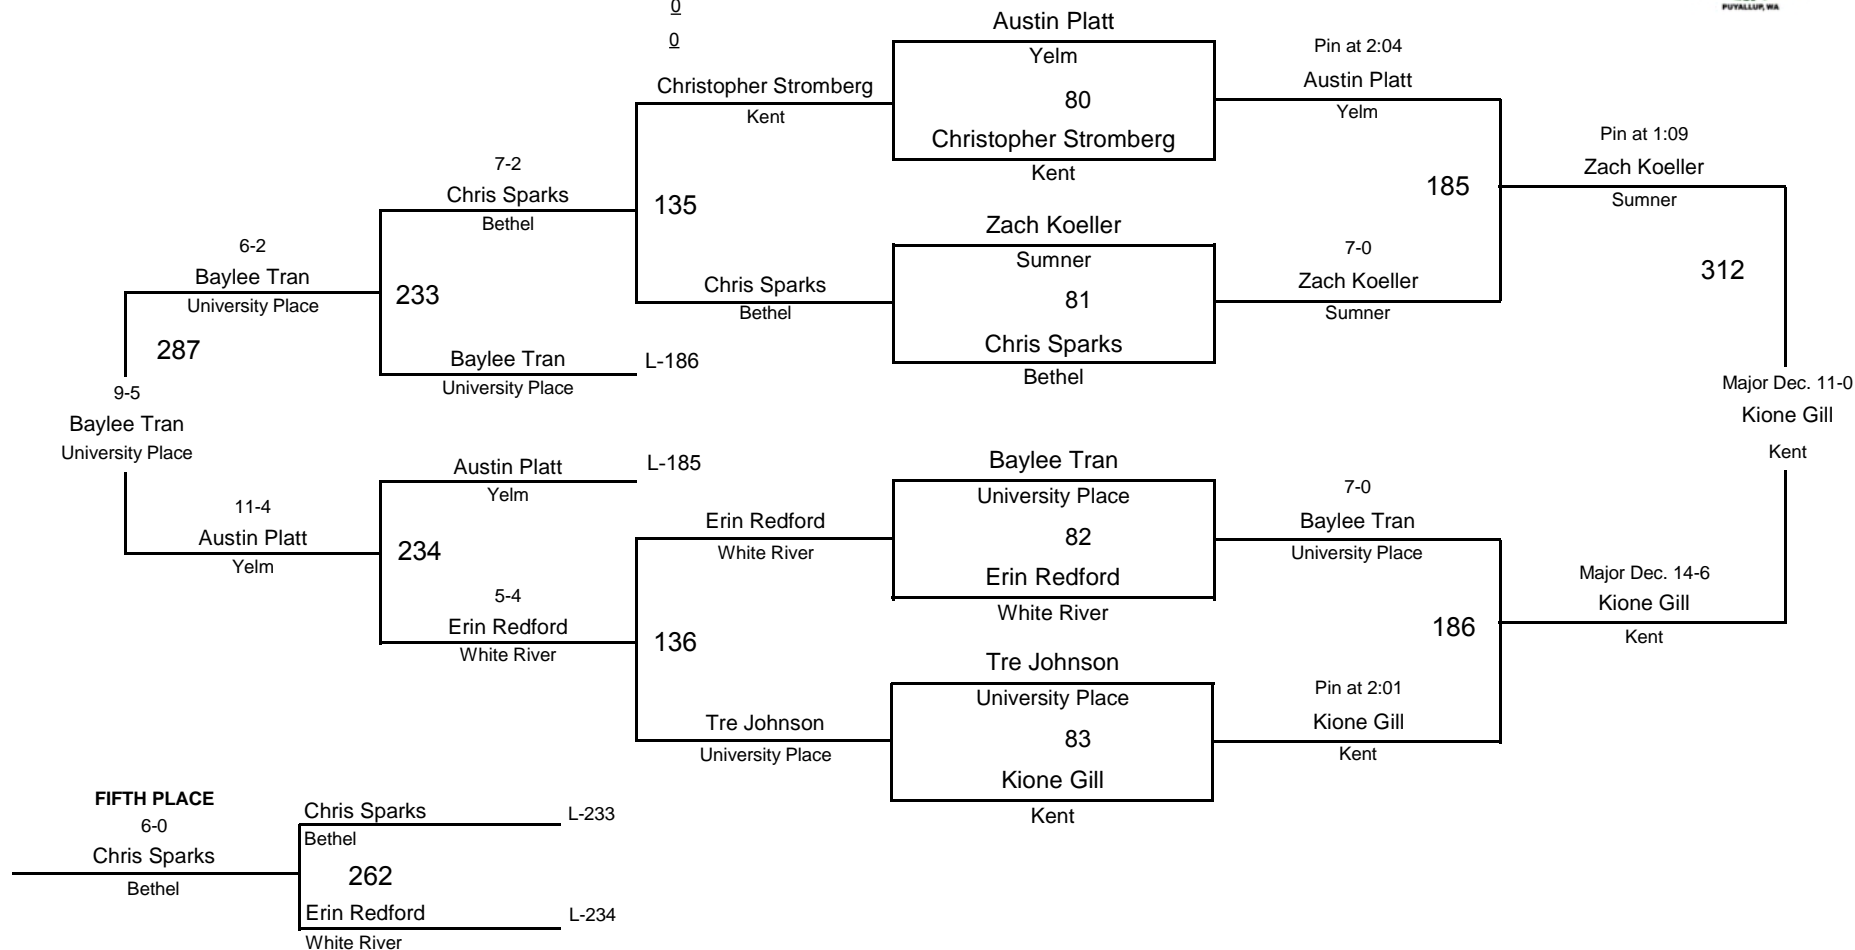 0
0
PUYALLUP, WA
Austin Platt
Yelm
80
Christopher Stromberg
Kent
Christopher Stromberg
Kent
Pin at 2:04
Austin Platt
Yelm
185
Pin at 1:09
Zach Koeller
Sumner
7-2
Chris Sparks
Bethel
135
Zach Koeller
Sumner
81
Chris Sparks
Bethel
Chris Sparks
Bethel
7-0
Zach Koeller
Sumner
312
6-2
Baylee Tran
University Place
233
287
Baylee Tran
University Place
L-186
9-5
Baylee Tran
University Place
Major Dec. 11-0
Kione Gill
Kent
Austin Platt
Yelm
L-185
Baylee Tran
University Place
82
Erin Redford
White River
Erin Redford
White River
7-0
Baylee Tran
University Place
11-4
Austin Platt
Yelm
234
5-4
Erin Redford
White River
136
186
Major Dec. 14-6
Kione Gill
Kent
Tre Johnson
University Place
83
Kione Gill
Kent
Tre Johnson
University Place
Pin at 2:01
Kione Gill
Kent
FIFTH PLACE
6-0
Chris Sparks
Bethel
Chris Sparks
Bethel
L-233
262
Erin Redford
White River
L-234